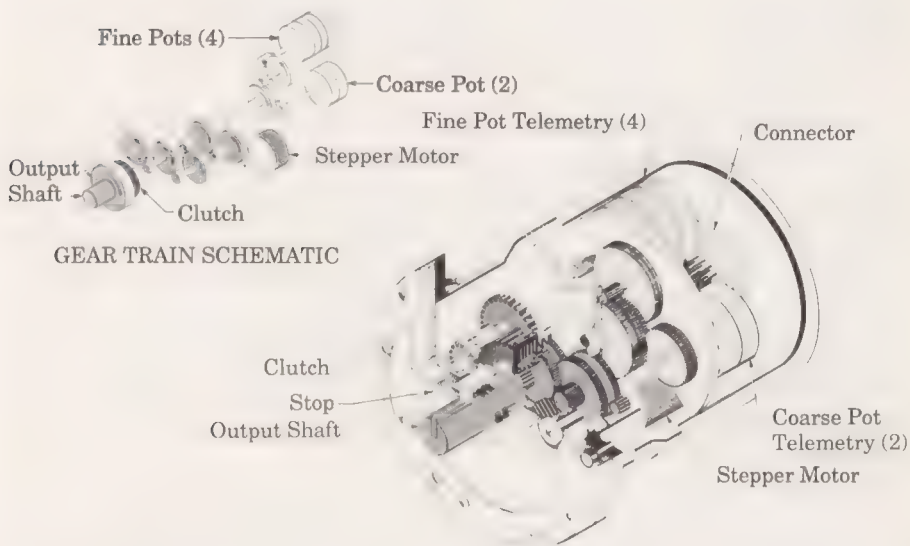 Fine Pots (4)
Coarse Pot (2)
Fine Pot Telemetry (4)
Connector
Stepper Motor
Output
Shaft
Clutch
GEAR TRAIN SCHEMATIC
Clutch
Stop
Output Shaft
Coarse Pot
Telemetry (2)
Stepper Motor